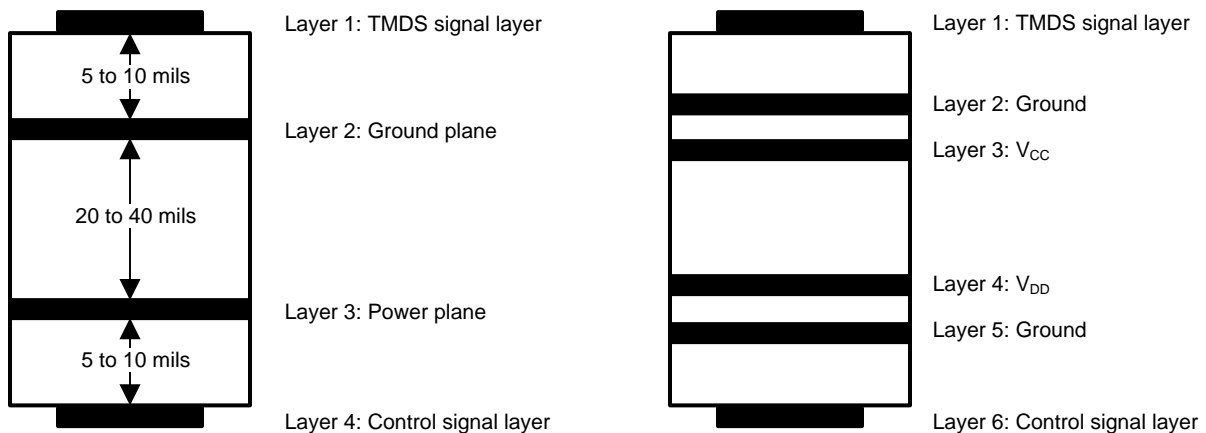 Layer 1: TMDS signal layer
5 to 10 mils
Layer 2: Ground plane
20 to 40 mils
Layer 3: Power plane
5 to 10 mils
Layer 4: Control signal layer
Layer 1: TMDS signal layer
Layer 2: Ground
Layer 3: VCC
Layer 4: VDD
Layer 5: Ground
Layer 6: Control signal layer